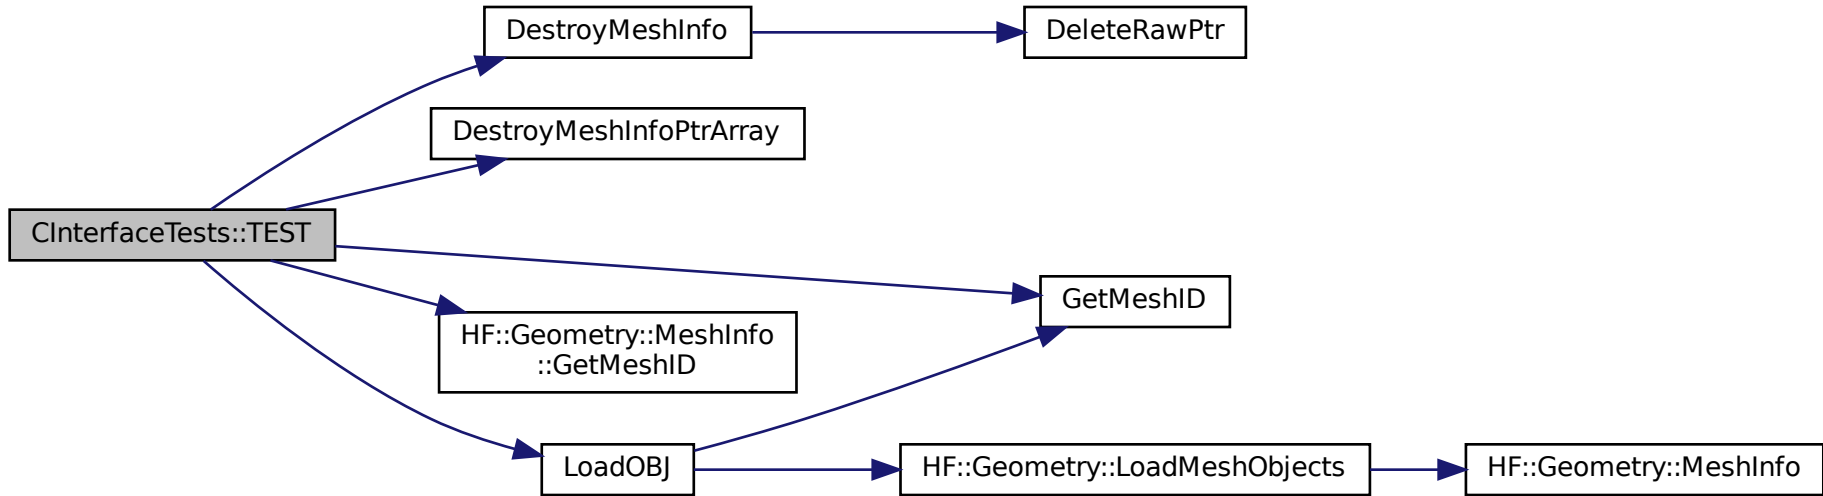 DestroyMeshInfo
DeleteRawPtr
DestroyMeshInfoPtrArray
CInterfaceTests::TEST
GetMeshID
HF::Geometry::MeshInfo
::GetMeshID
LoadOBJ
HF::Geometry::LoadMeshObjects
HF::Geometry::MeshInfo